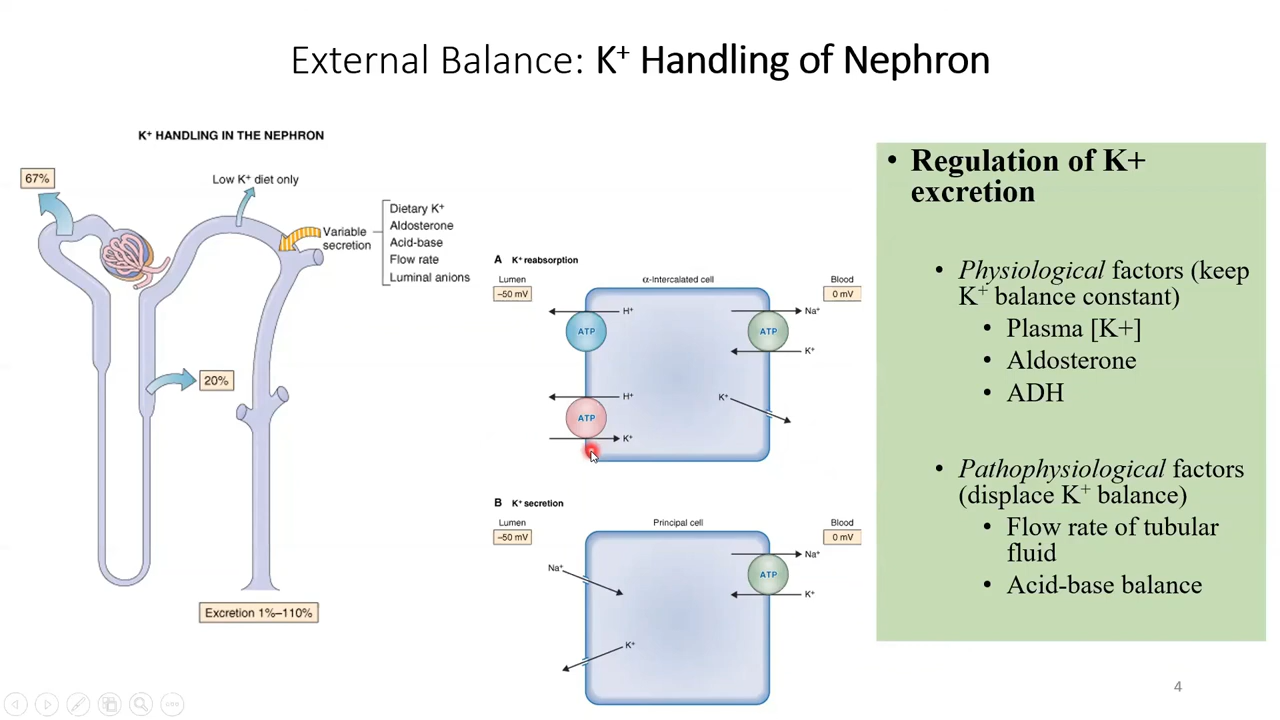 External Balance: K⁺ Handling of Nephron
K⁺ HANDLING IN THE NEPHRON
67%
Low K⁺ diet only
Variable
secretion
Dietary K⁺
Aldosterone
Acid-base
Flow rate
Luminal anions
20%
Excretion 1%–110%
A K⁺ reabsorption
Lumen
–50 mV
α-Intercalated cell
Blood
0 mV
H⁺
ATP
Na⁺
ATP
K⁺
H⁺
ATP
K⁺
K⁺
B K⁺ secretion
Lumen
–50 mV
Principal cell
Blood
0 mV
Na⁺
Na⁺
ATP
K⁺
K⁺
• Regulation of K+
excretion
• Physiological factors (keep
K⁺ balance constant)
• Plasma [K+]
• Aldosterone
• ADH
• Pathophysiological factors
(displace K⁺ balance)
• Flow rate of tubular
fluid
• Acid-base balance
4